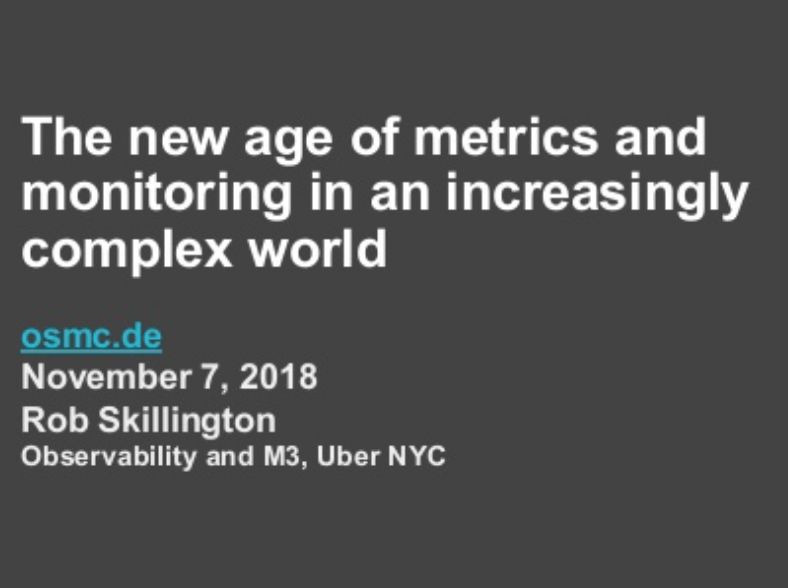 The new age of metrics and
monitoring in an increasingly
complex world
osmc.de
November 7, 2018
Rob Skillington
Observability and M3, Uber NYC